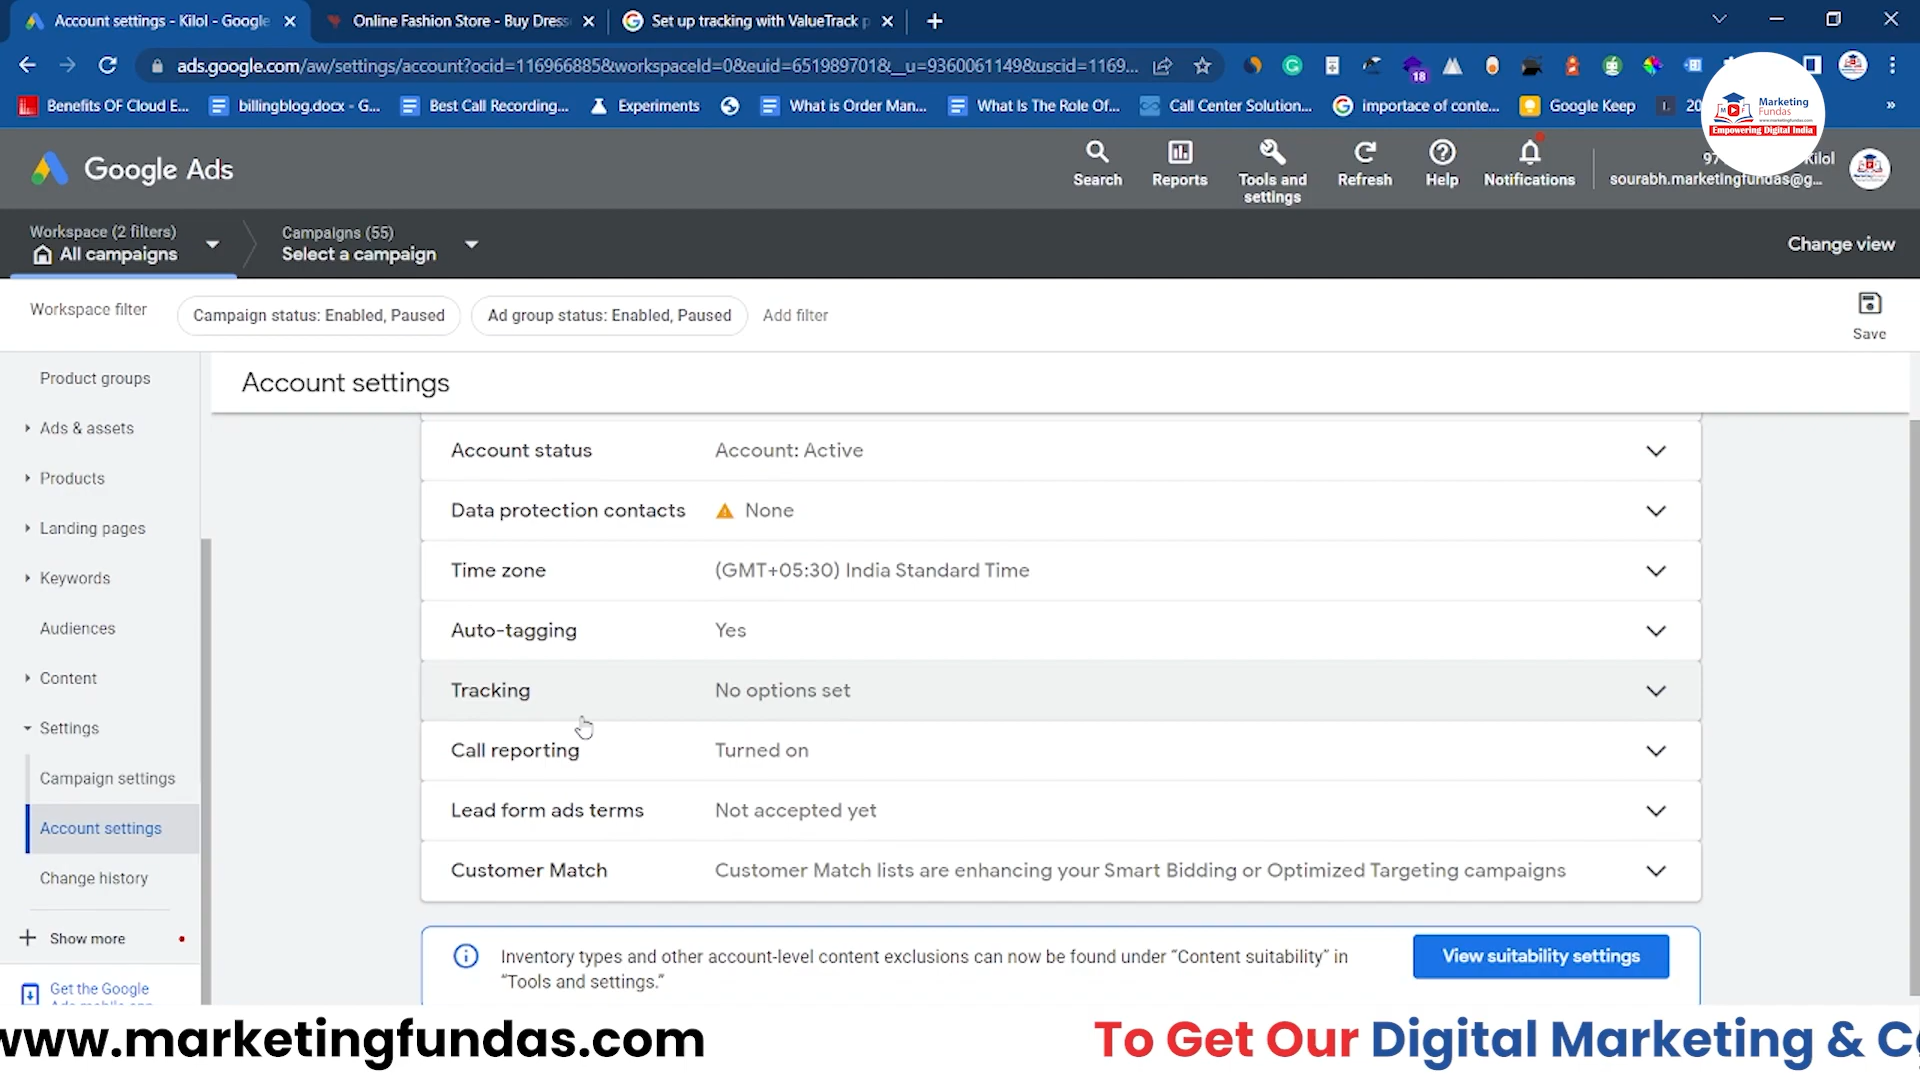 Account settings - Kilol - Google
Online Fashion Store - Buy Dress
Set up tracking with ValueTrack p
ads.google.com/aw/settings/account?ocid=116966885&workspaceId=0&euid=651989701&__u=9360061149&uscid=1169...
18
Benefits OF Cloud E...
billingblog.docx - G...
Best Call Recording...
Experiments
What is Order Man...
What Is The Role Of...
Call Center Solution...
importace of conte...
Google Keep
20
»
Marketing
Fundas
www.marketingfundas.com
Empowering Digital India
Google Ads
Search
Reports
Tools and
settings
Refresh
Help
Notifications
Kilol
sourabh.marketingfundas@g...
Workspace (2 filters)
All campaigns
Campaigns (55)
Select a campaign
Change view
Workspace filter
Campaign status: Enabled, Paused
Ad group status: Enabled, Paused
Add filter
Save
Product groups
Ads & assets
Products
Landing pages
Keywords
Audiences
Content
Settings
Campaign settings
Account settings
Change history
Show more
Get the Google
Account settings
Account status
Account: Active
Data protection contacts
None
Time zone
(GMT+05:30) India Standard Time
Auto-tagging
Yes
Tracking
No options set
Call reporting
Turned on
Lead form ads terms
Not accepted yet
Customer Match
Customer Match lists are enhancing your Smart Bidding or Optimized Targeting campaigns
Inventory types and other account-level content exclusions can now be found under “Content suitability” in
“Tools and settings.”
View suitability settings
www.marketingfundas.com
To Get Our Digital Marketing &